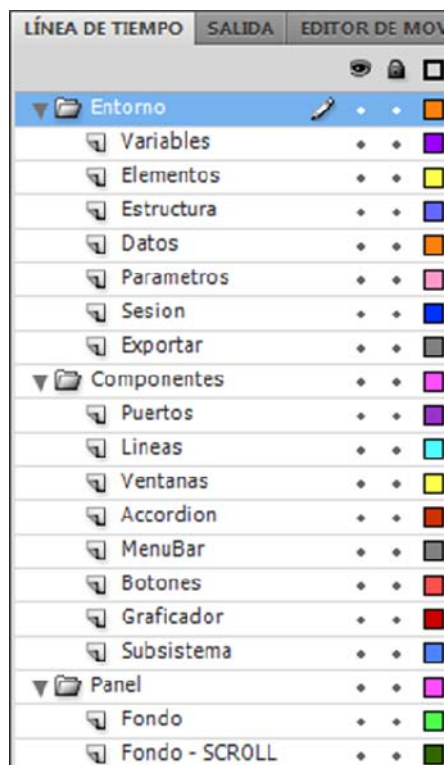 LÍNEA DE TIEMPO SALIDA EDITOR DE MOV
Entorno
Variables
Elementos
Estructura
Datos
Parametros
Sesion
Exportar
Componentes
Puertos
Lineas
Ventanas
Accordion
MenuBar
Botones
Graficador
Subsistema
Panel
Fondo
Fondo - SCROLL